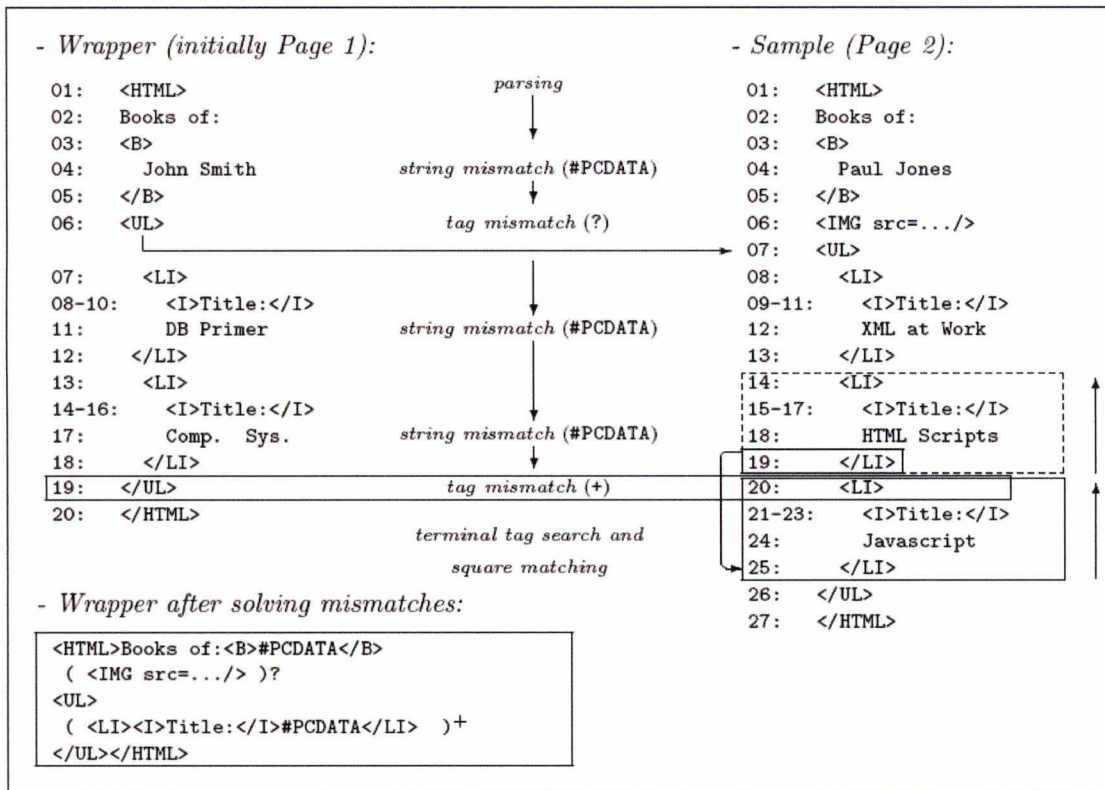 - Wrapper (initially Page 1):
01: <HTML>
02: Books of:
03: <B>
04: John Smith
05: </B>
06: <UL>
07: <LI>
08-10: <I>Title:</I>
11: DB Primer
12: </LI>
13: <LI>
14-16: <I>Title:</I>
17: Comp. Sys.
18: </LI>
19: </UL>
20: </HTML>
parsing
string mismatch (#PCDATA)
tag mismatch (?)
string mismatch (#PCDATA)
string mismatch (#PCDATA)
tag mismatch (+)
terminal tag search and
square matching
- Sample (Page 2):
01: <HTML>
02: Books of:
03: <B>
04: Paul Jones
05: </B>
06: <IMG src=.../>
07: <UL>
08: <LI>
09-11: <I>Title:</I>
12: XML at Work
13: </LI>
14: <LI>
15-17: <I>Title:</I>
18: HTML Scripts
19: </LI>
20: <LI>
21-23: <I>Title:</I>
24: Javascript
25: </LI>
26: </UL>
27: </HTML>
- Wrapper after solving mismatches:
<HTML>Books of:<B>#PCDATA</B>
( <IMG src=.../> )?
<UL>
( <LI><I>Title:</I>#PCDATA</LI> )+
</UL></HTML>